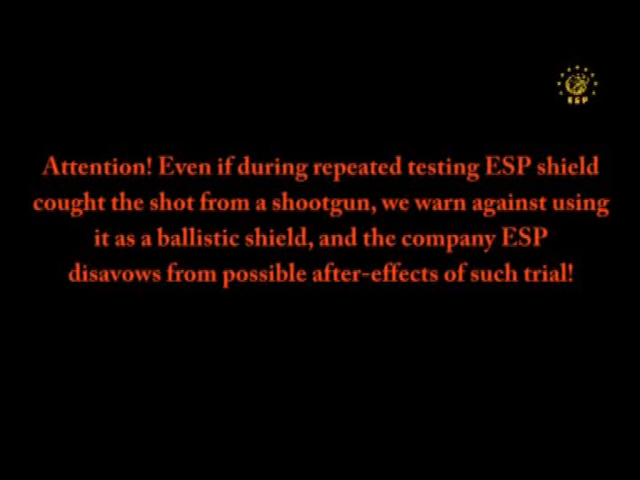 ESP
Attention! Even if during repeated testing ESP shield
cought the shot from a shootgun, we warn against using
it as a ballistic shield, and the company ESP
disavows from possible after-effects of such trial!